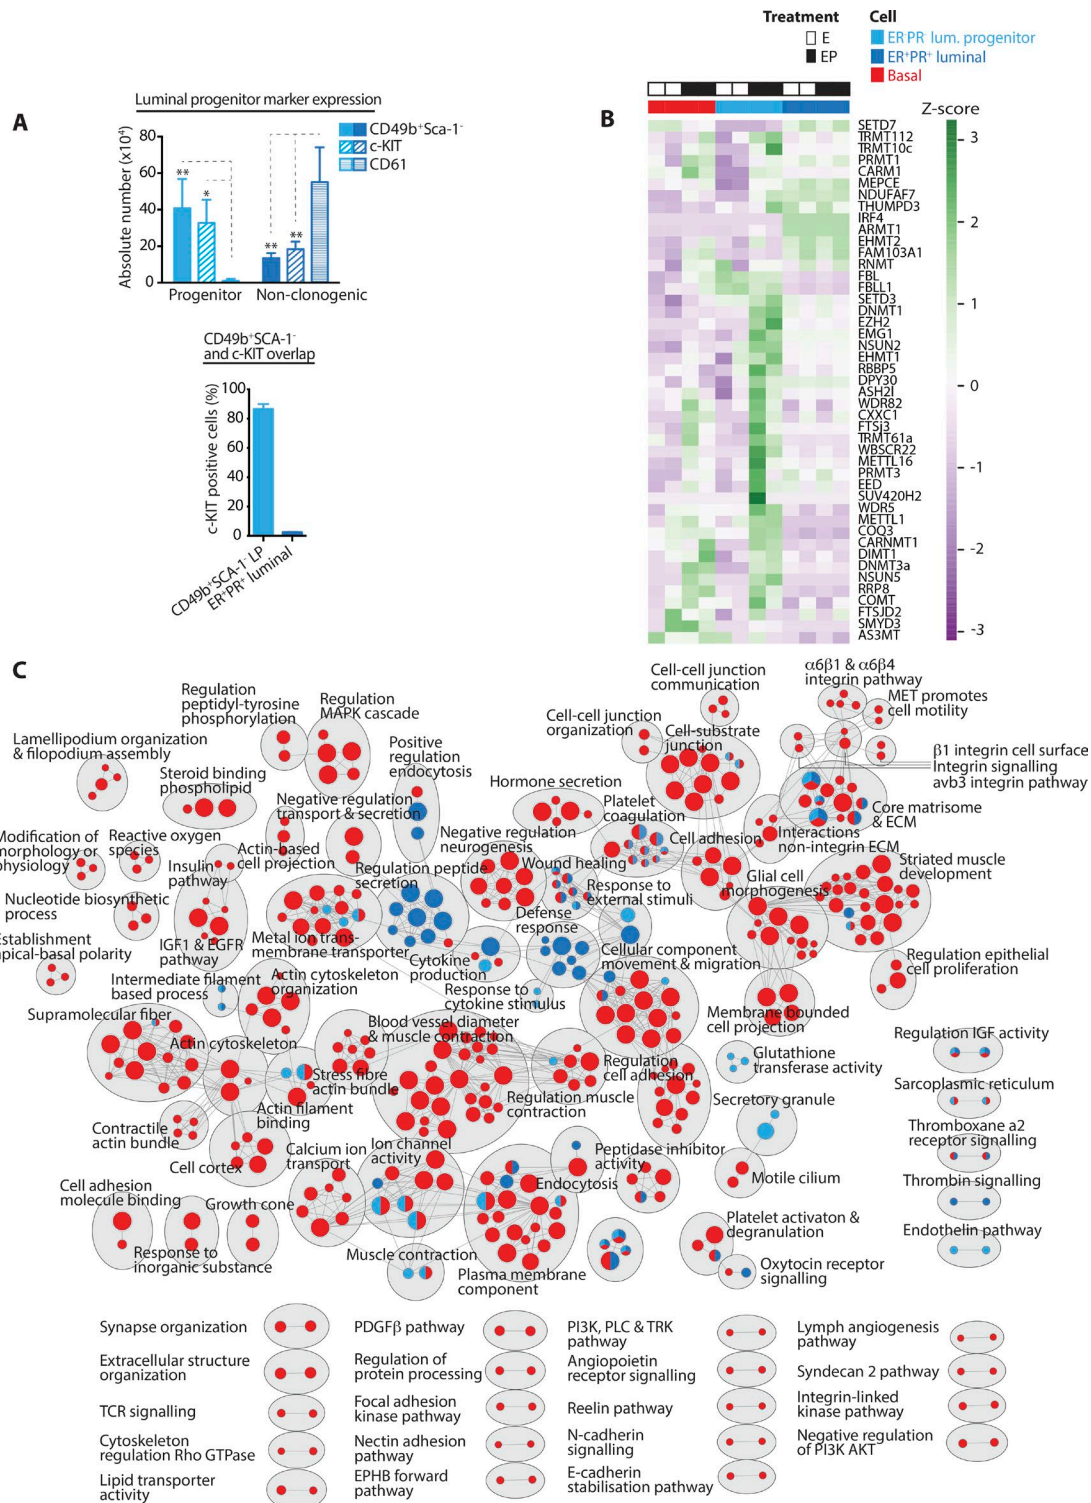 Treatment
E
EP
Cell
ER⁻PR⁻ lum. progenitor
ER⁺PR⁺ luminal
Basal
A
Luminal progenitor marker expression
CD49b⁺Sca-1⁻
c-KIT
CD61
Absolute number (x10⁴)
80
60
40
20
0
**
*
**
**
Progenitor
Non-clonogenic
CD49b⁺SCA-1⁻
and c-KIT overlap
c-KIT positive cells (%)
100
80
60
40
20
0
CD49b⁺SCA-1⁻ LP
ER⁺PR⁺ luminal
B
SETD7
TRMT112
TRMT10c
PRMT1
CARM1
MEPCE
NDUFAF7
THUMPD3
IRF4
ARMT1
EHMT2
FAM103A1
RNMT
FBL
FBLL1
SETD3
DNMT1
EZH2
EMG1
NSUN2
EHMT1
RBBP5
DPY30
ASH2l
WDR82
CXXC1
FTSj3
TRMT61a
WBSCR22
METTL16
PRMT3
EED
SUV420H2
WDR5
METTL1
COQ3
CARNMT1
DIMT1
DNMT3a
NSUN5
RRP8
COMT
FTSJD2
SMYD3
AS3MT
Z-score
3
2
1
0
-1
-2
-3
C
Lamellipodium organization
& filopodium assembly
Regulation
peptidyl-tyrosine
phosphorylation
Regulation
MAPK cascade
Positive
regulation
endocytosis
Steroid binding
phospholipid
Negative regulation
transport & secretion
Hormone secretion
Cell-cell junction
organization
Cell-cell junction
communication
Cell-substrate
junction
α6β1 & α6β4
integrin pathway
MET promotes
cell motility
β1 integrin cell surface
Integrin signalling
avb3 integrin pathway
Core matrisome
& ECM
Platelet
coagulation
Cell adhesion
Interactions
non-integrin ECM
Modification of
morphology or
physiology
Reactive oxygen
species
Insulin
pathway
Actin-based
cell projection
Negative regulation
neurogenesis
Regulation peptide
secretion
Wound healing
Response to
external stimuli
Glial cell
morphogenesis
Striated muscle
development
Nucleotide biosynthetic
process
Establishment
apical-basal polarity
IGF1 & EGFR
pathway
Metal ion trans-
membrane transporter
Cytokine
production
Defense
response
Cellular component
movement & migration
Regulation epithelial
cell proliferation
Intermediate filament
based process
Actin cytoskeleton
organization
Response to
cytokine stimulus
Membrane bounded
cell projection
Supramolecular fiber
Actin cytoskeleton
Blood vessel diameter
& muscle contraction
Regulation IGF activity
Stress fibre
actin bundle
Regulation
cell adhesion
Glutathione
transferase activity
Sarcoplasmic reticulum
Actin filament
binding
Regulation muscle
contraction
Secretory granule
Thromboxane a2
receptor signalling
Contractile
actin bundle
Cell cortex
Calcium ion
transport
Ion channel
activity
Peptidase inhibitor
activity
Endocytosis
Motile cilium
Thrombin signalling
Cell adhesion
molecule binding
Growth cone
Response to
inorganic substance
Muscle contraction
Plasma membrane
component
Platelet activaton &
degranulation
Oxytocin receptor
signalling
Endothelin pathway
Synapse organization
PDGFβ pathway
PI3K, PLC & TRK
pathway
Lymph angiogenesis
pathway
Extracellular structure
organization
Regulation of
protein processing
Angiopoietin
receptor signalling
Syndecan 2 pathway
TCR signalling
Focal adhesion
kinase pathway
Reelin pathway
Integrin-linked
kinase pathway
Cytoskeleton
regulation Rho GTPase
Nectin adhesion
pathway
N-cadherin
signalling
Negative regulation
of PI3K AKT
Lipid transporter
activity
EPHB forward
pathway
E-cadherin
stabilisation pathway